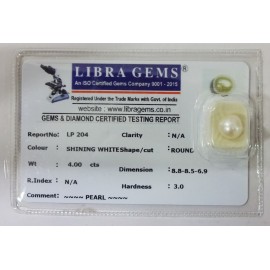 LIBRA GEMS
An ISO Certified Gems Company 9001 - 2015
Registered Under the Trade Marks with Govt. of India
website : www.libragems.co.in
GEMS & DIAMOND CERTIFIED TESTING REPORT
ReportNo: LP 204 Clarity : N/A
Colour : SHINING WHITE Shape/cut : ROUND
Wt : 4.00 cts Dimension : 8.8-8.5-6.9
R.Index : N/A Hardness : 3.0
Comment : ~~~~ PEARL ~~~~